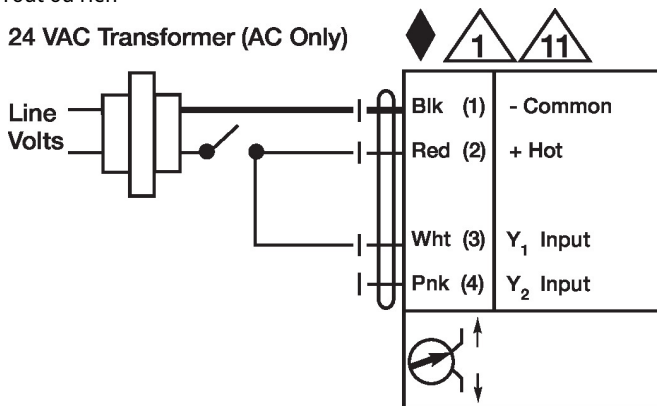 24 VAC Transformer (AC Only)
1
11
Line
Volts
Blk (1) - Common
Red (2) + Hot
Wht (3) Y1 Input
Pnk (4) Y2 Input